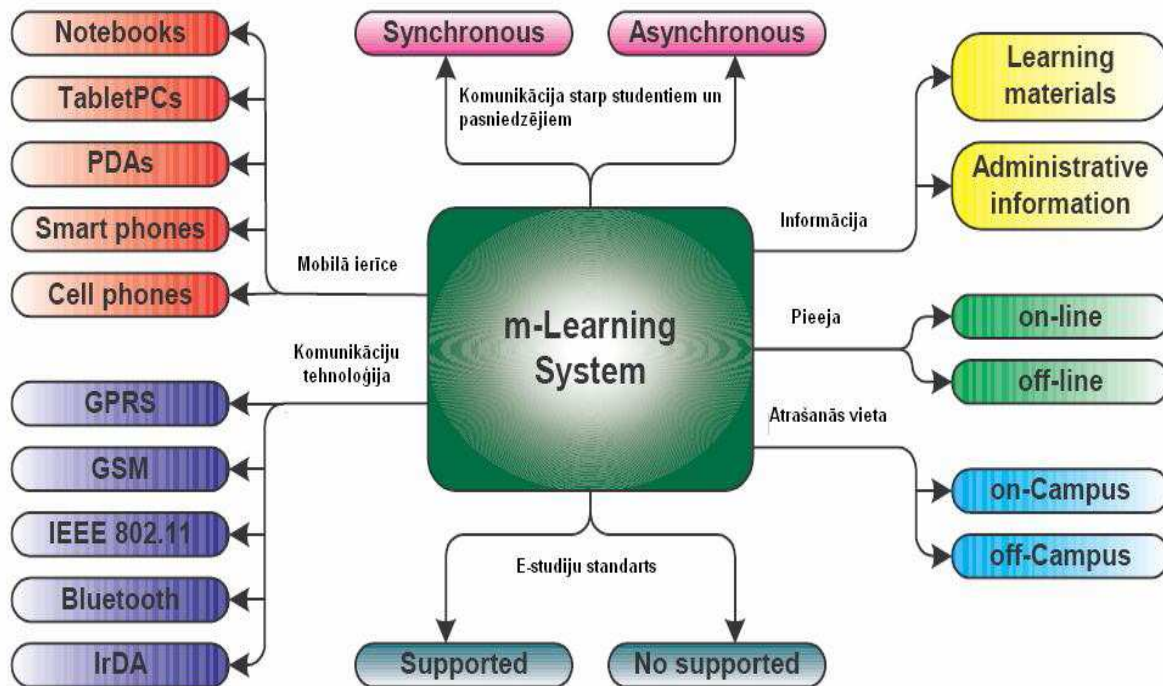 Notebooks
TabletPCs
PDAs
Smart phones
Cell phones
Mobilā ierīce
Synchronous
Asynchronous
Komunikācija starp studentiem un
pasniedzējiem
Learning
materials
Administrative
information
Informācija
m-Learning
System
Pieeja
on-line
off-line
Komunikāciju
tehnoloģija
GPRS
GSM
IEEE 802.11
Bluetooth
IrDA
Atrašanās vieta
on-Campus
off-Campus
E-studiju standarts
Supported
No supported